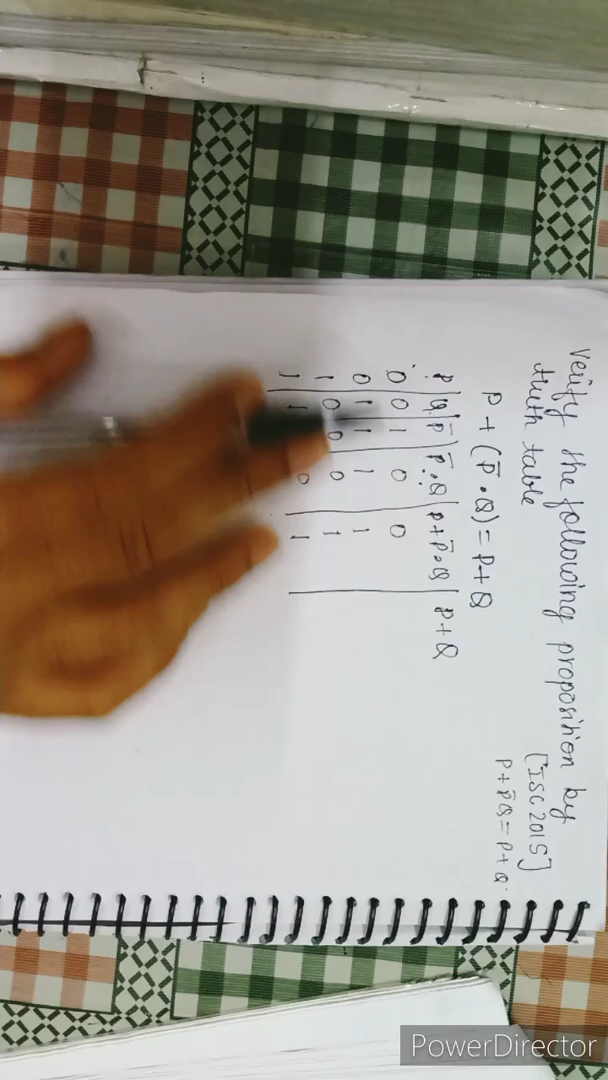 Verify the following proposition by
truth table [ISC 2015]
P + (P̅ . Q) = P + Q P + P̅Q = P + Q
P | Q | P̅ | P̅ . Q | P + P̅ . Q | P + Q
0 0 1 0 0
0 1 1 1 1
1 0 0 0 1
1 1 0 1
PowerDirector